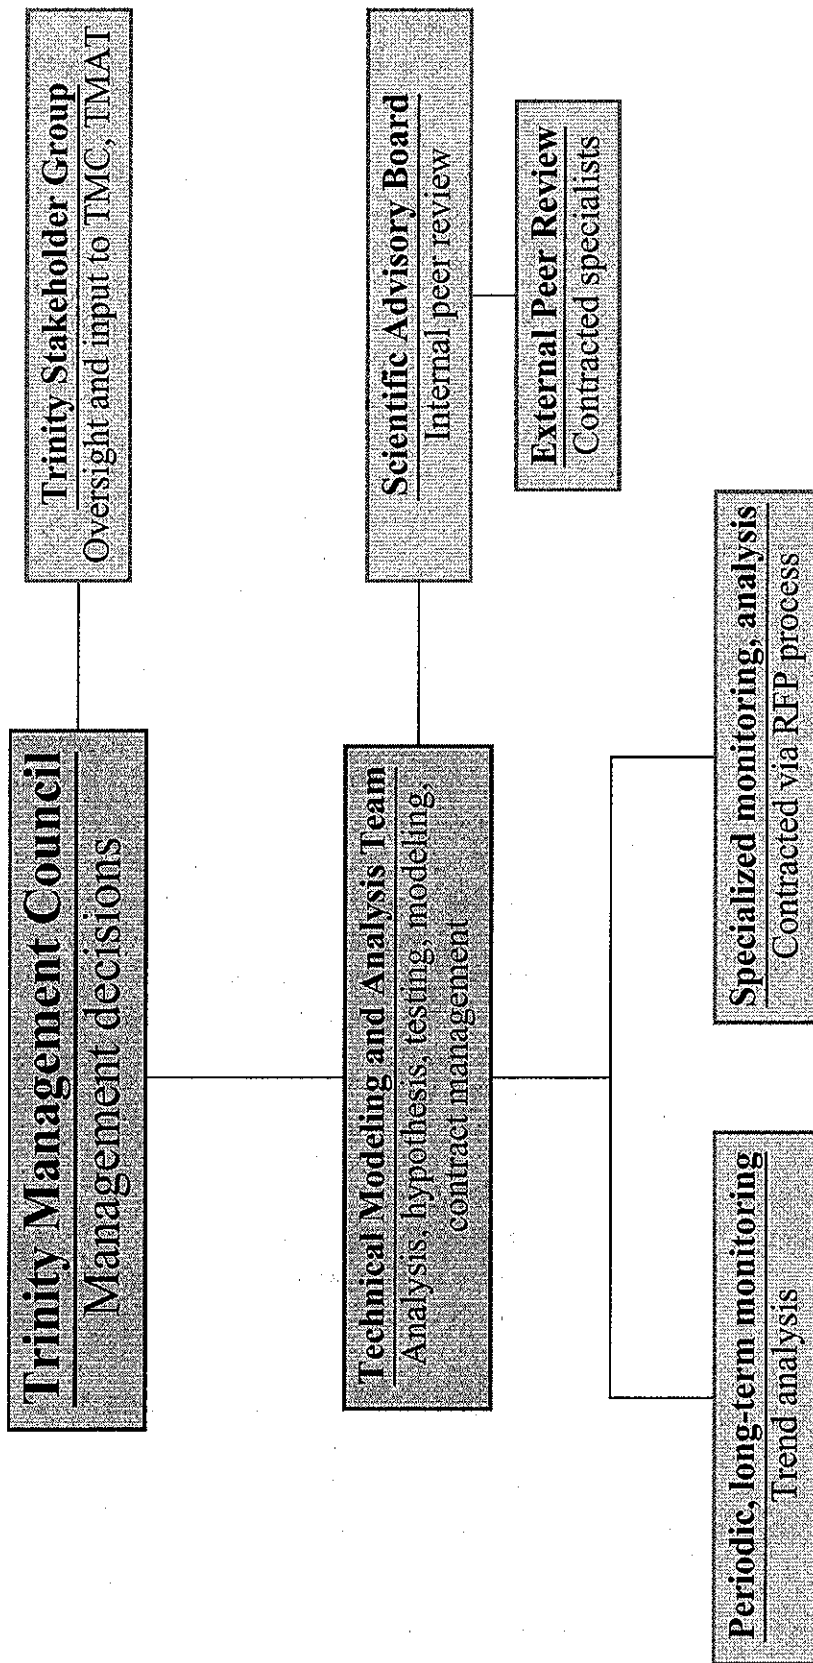 Trinity Management Council
Management decisions
Trinity Stakeholder Group
Oversight and input to TMC, TMAT
Technical Modeling and Analysis Team
Analysis, hypothesis, testing, modeling,
contract management
Scientific Advisory Board
Internal peer review
External Peer Review
Contracted specialists
Periodic, long-term monitoring
Trend analysis
Specialized monitoring, analysis
Contracted via RFP process